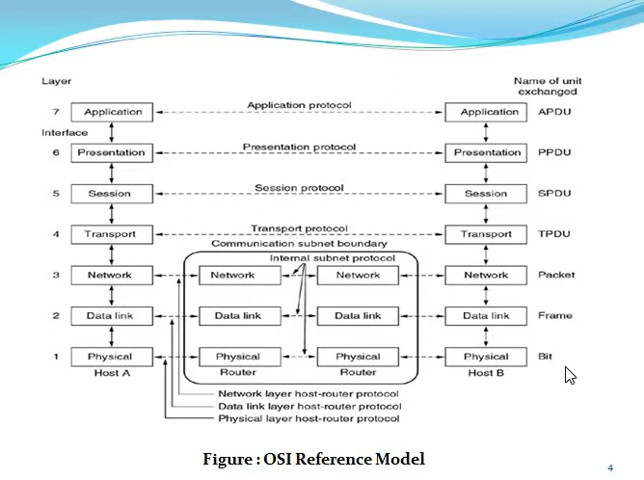 Layer
Name of unit
exchanged
7 Application Application protocol Application APDU
Interface
6 Presentation Presentation protocol Presentation PPDU
5 Session Session protocol Session SPDU
4 Transport Transport protocol Transport TPDU
Communication subnet boundary
Internal subnet protocol
3 Network Network Network Network Packet
2 Data link Data link Data link Data link Frame
1 Physical Physical Physical Physical Bit
Host A Router Router Host B
Network layer host-router protocol
Data link layer host-router protocol
Physical layer host-router protocol
Figure : OSI Reference Model
4